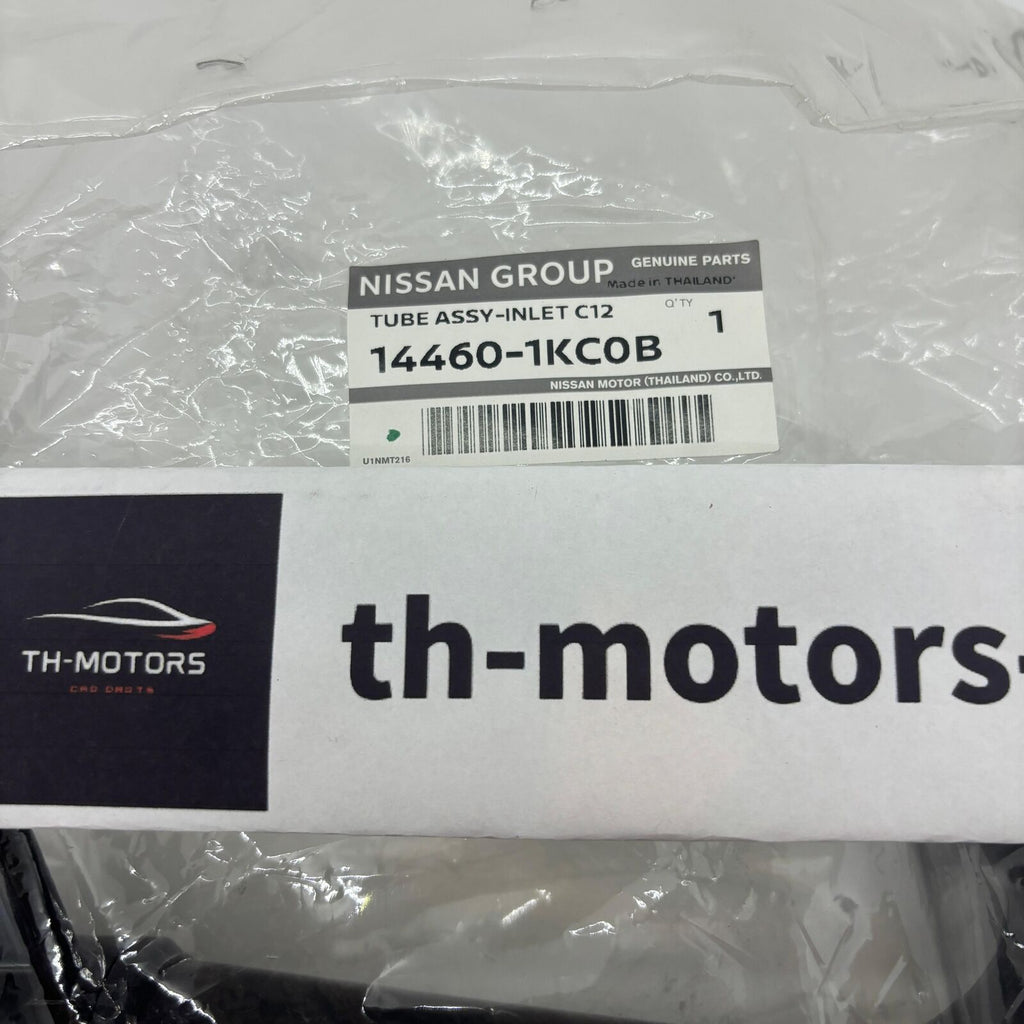 NISSAN GROUP GENUINE PARTS
Made in THAILAND
TUBE ASSY-INLET C12 Q'TY
14460-1KC0B 1
NISSAN MOTOR (THAILAND) CO.,LTD.
U1NMT216
TH-MOTORS
th-motors-